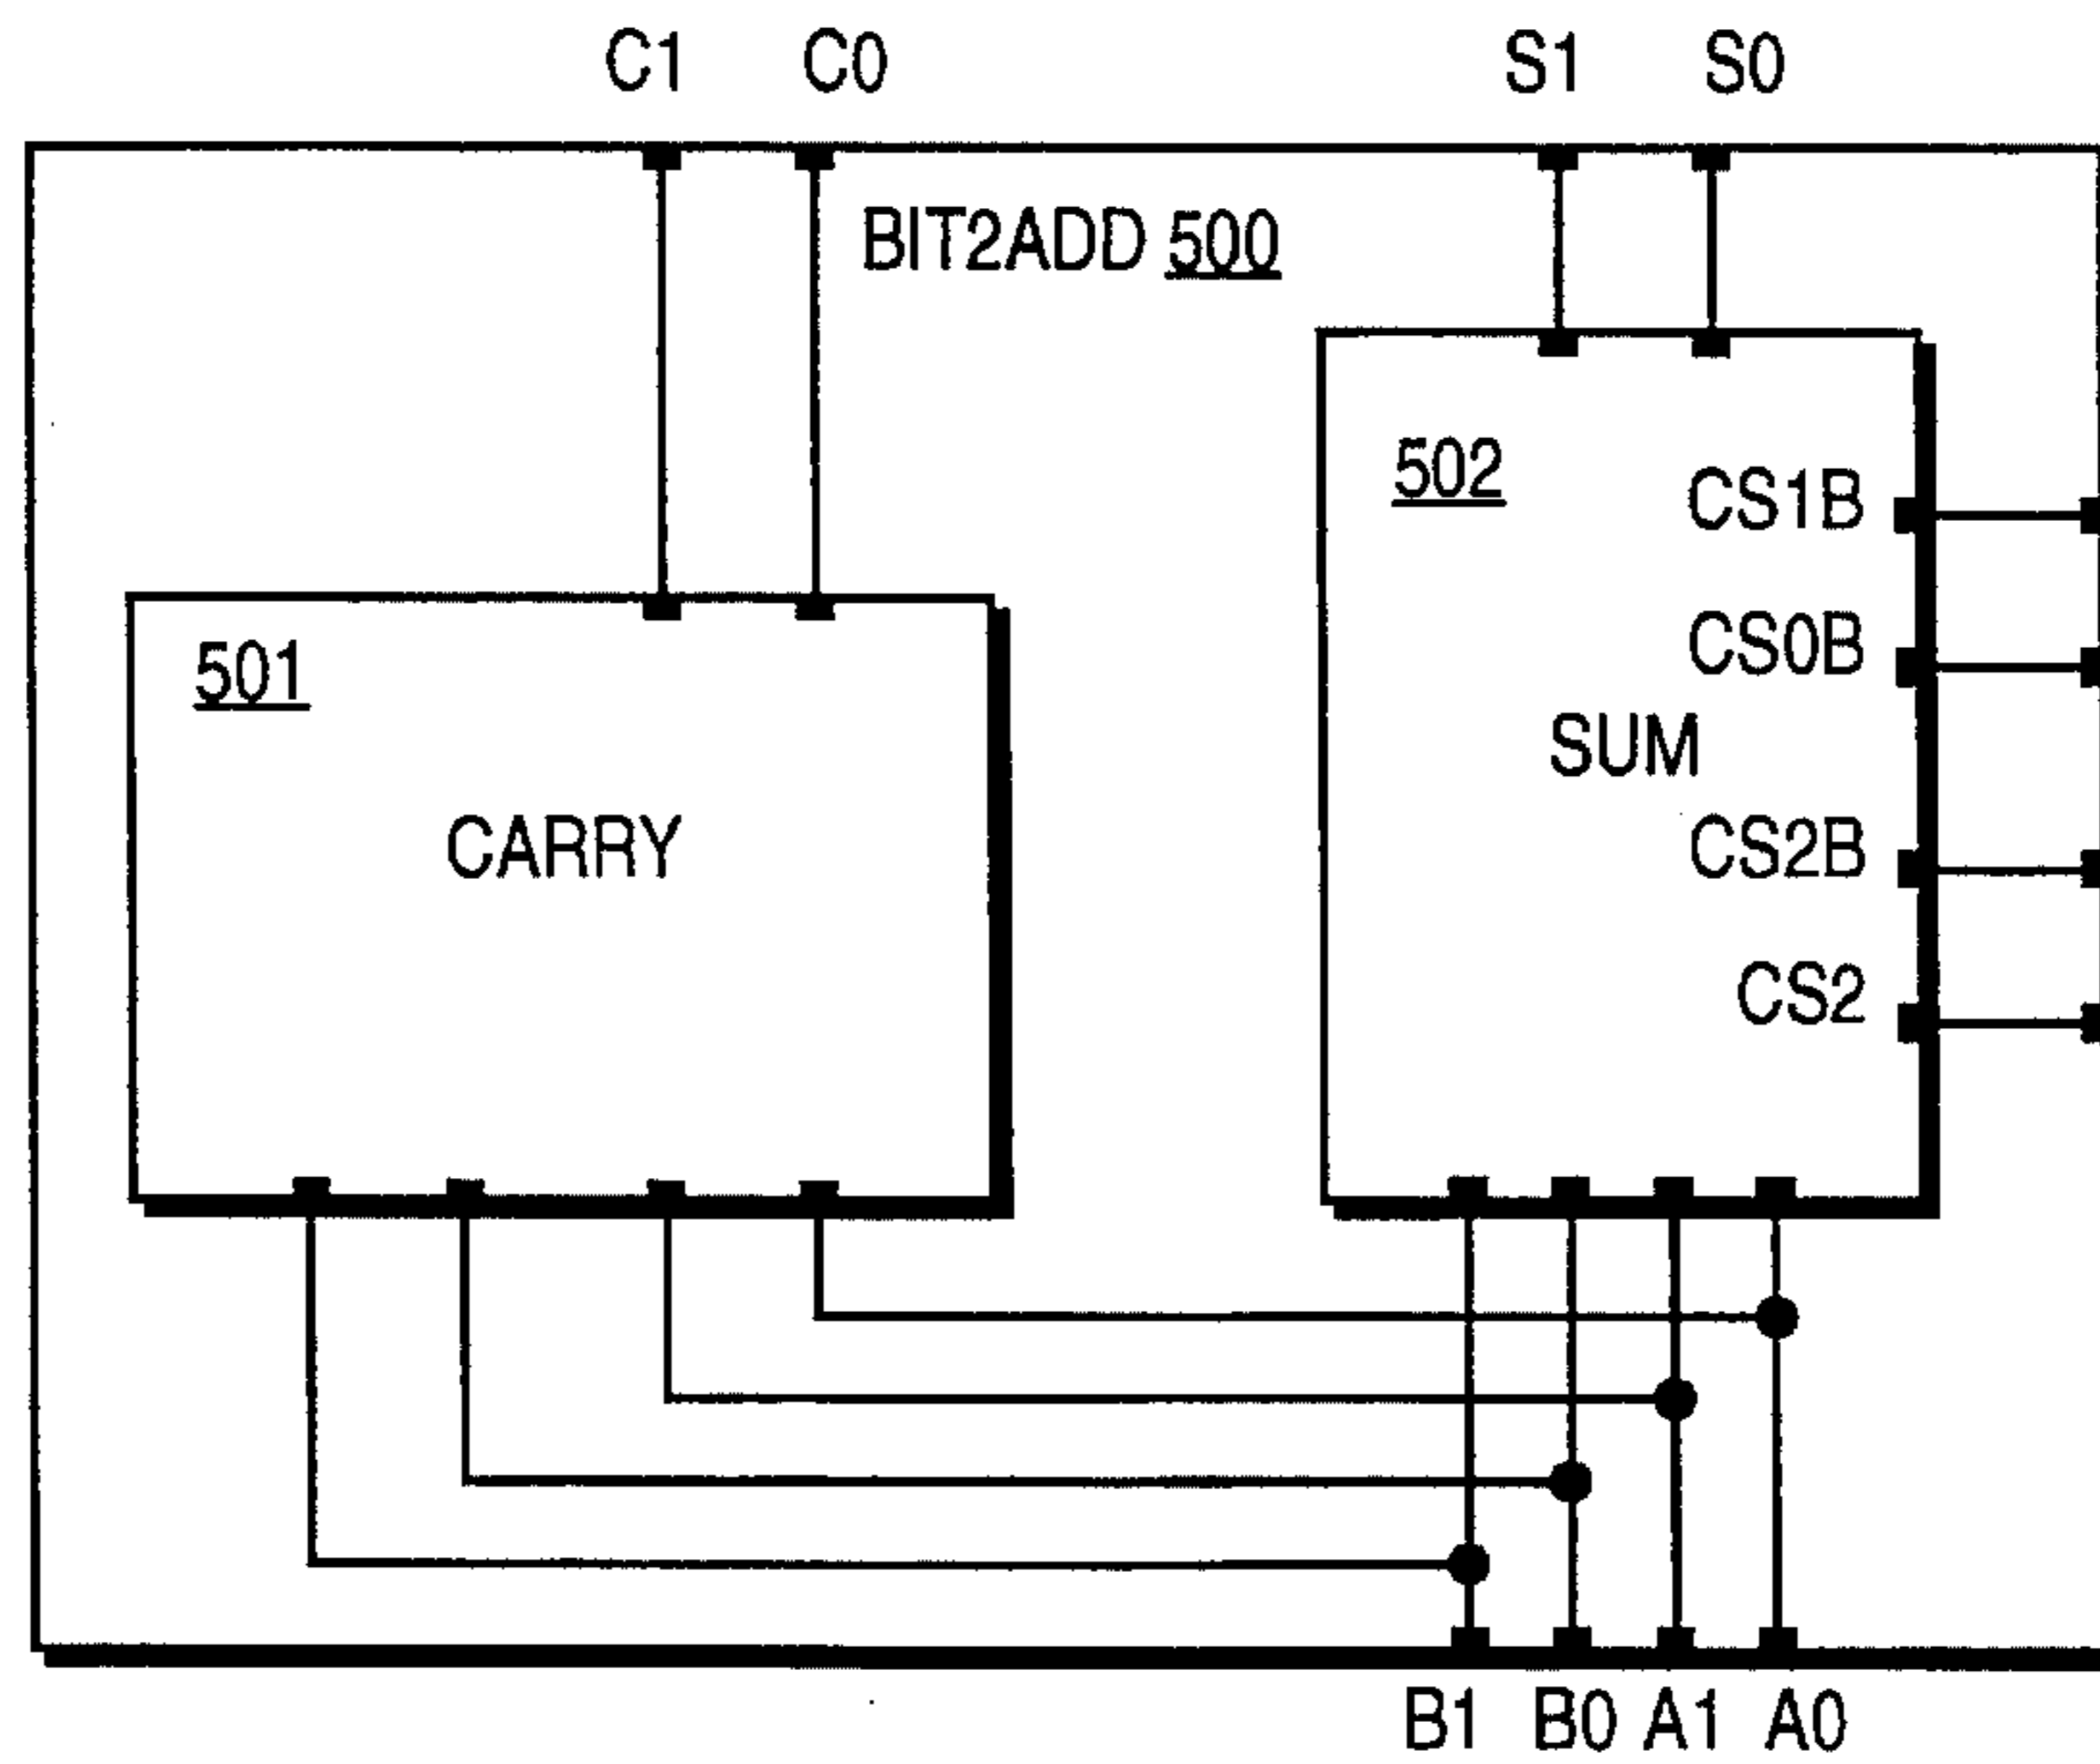 C1 C0 S1 S0
BIT2ADD 500
502
CS1B
501
CS0B
SUM
CARRY
CS2B
CS2
B1 B0 A1 A0